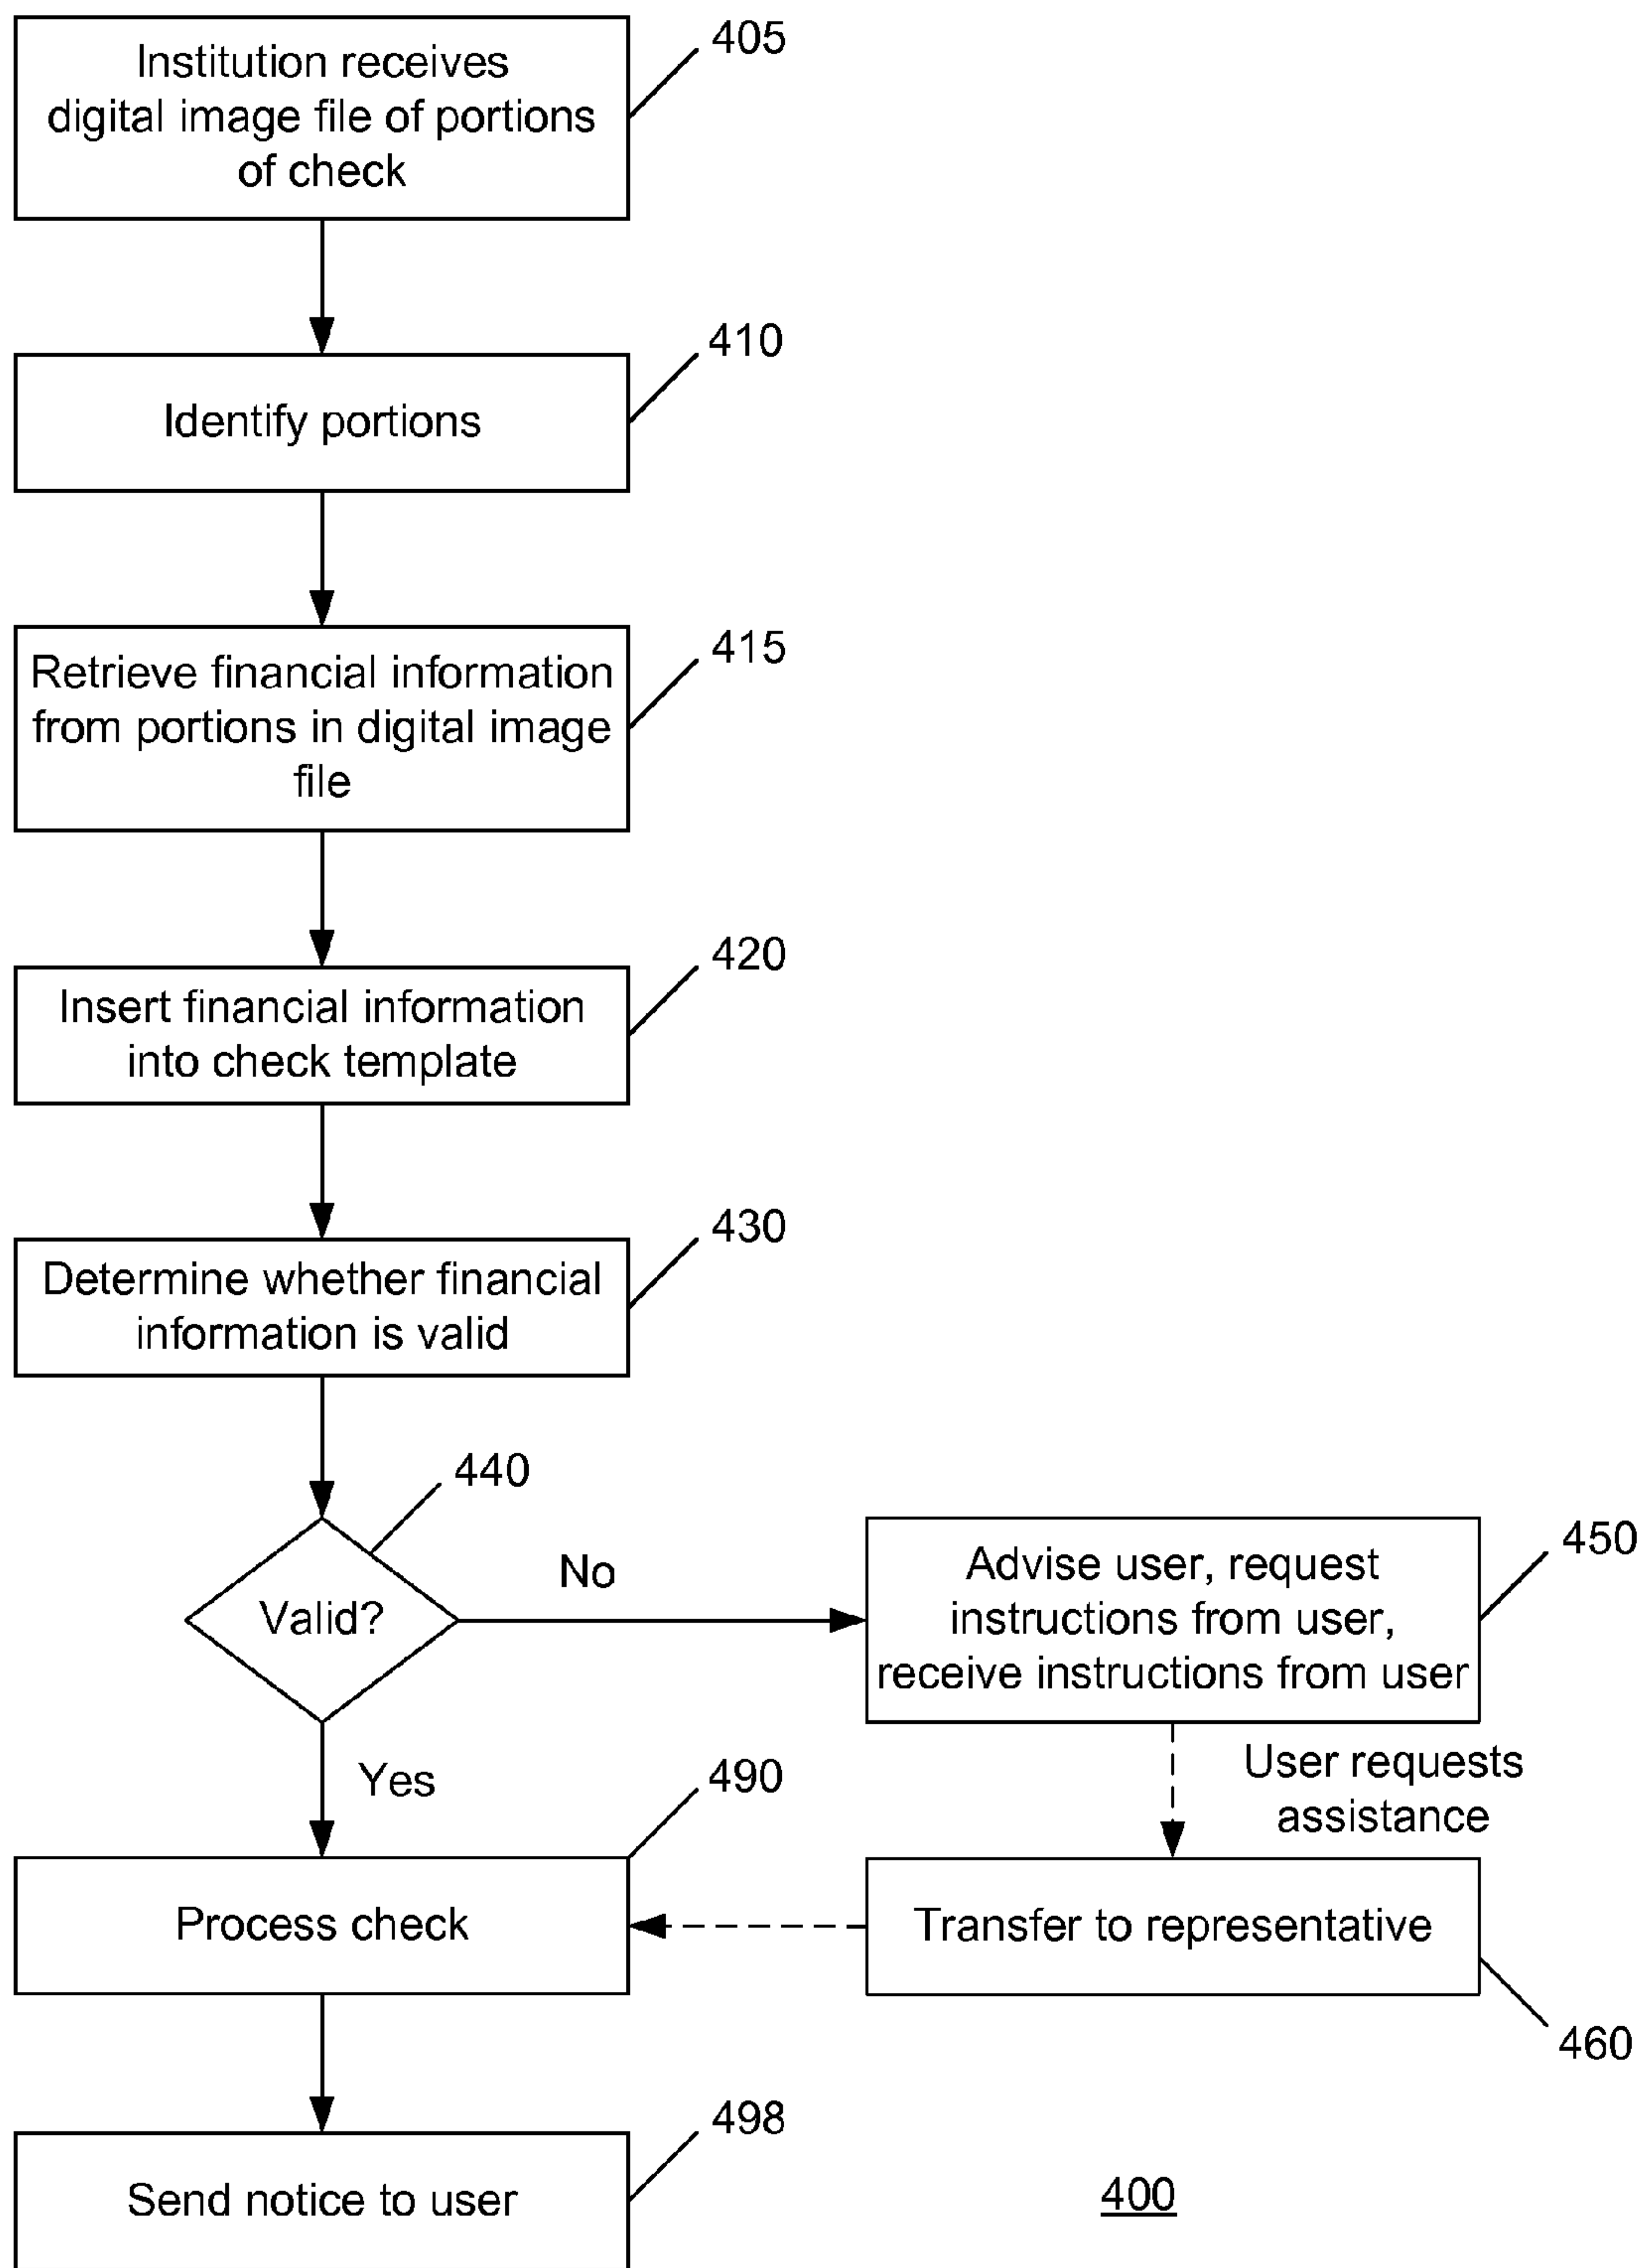 Institution receives
digital image file of portions
of check
405
Identify portions
410
Retrieve financial information
from portions in digital image
file
415
Insert financial information
into check template
420
Determine whether financial
information is valid
430
Valid?
440
No
Advise user, request
instructions from user,
receive instructions from user
450
Yes
User requests
assistance
Process check
490
Transfer to representative
460
Send notice to user
498
400